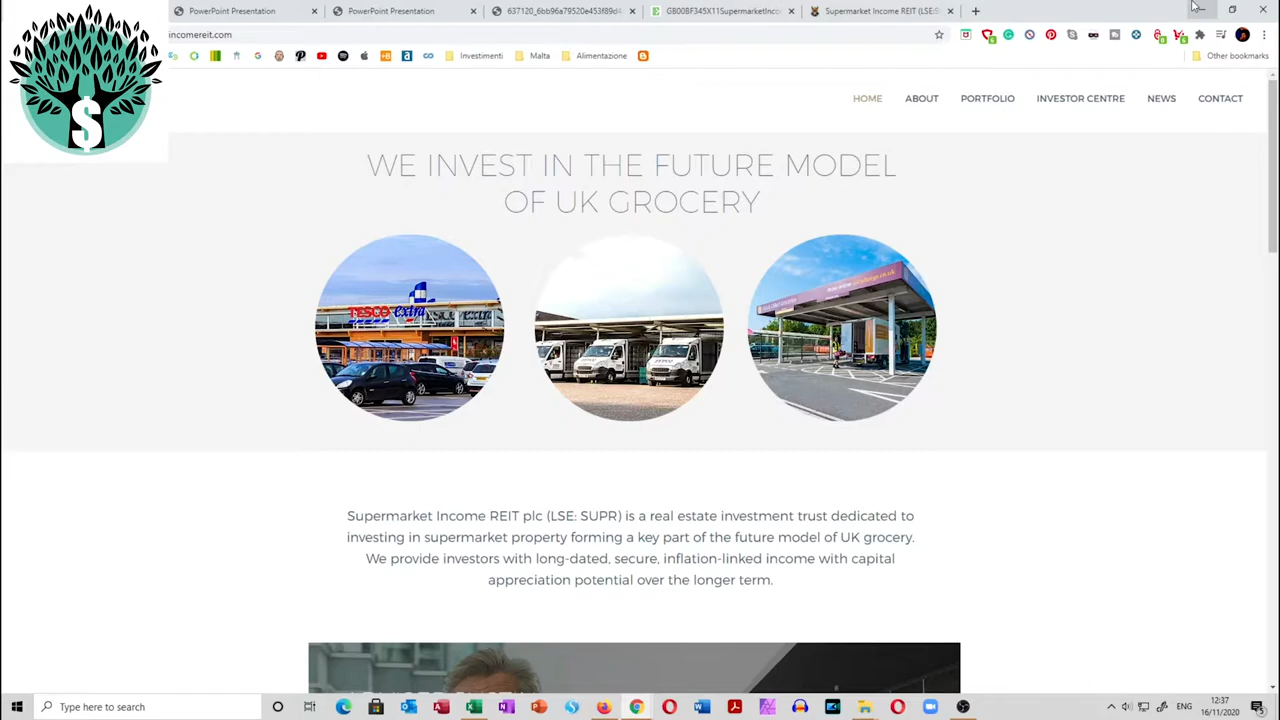 PowerPoint Presentation
PowerPoint Presentation
637120_6bb96a79520e453f89d4
GB00BF345X11SupermarketInc
Supermarket Income REIT (LSE:S
incomereit.com
Investimenti
Malta
Alimentazione
Other bookmarks
$
HOME
ABOUT
PORTFOLIO
INVESTOR CENTRE
NEWS
CONTACT
WE INVEST IN THE FUTURE MODEL
OF UK GROCERY
TESCO extra
Supermarket Income REIT plc (LSE: SUPR) is a real estate investment trust dedicated to
investing in supermarket property forming a key part of the future model of UK grocery.
We provide investors with long-dated, secure, inflation-linked income with capital
appreciation potential over the longer term.
Type here to search
ENG
12:37
16/11/2020